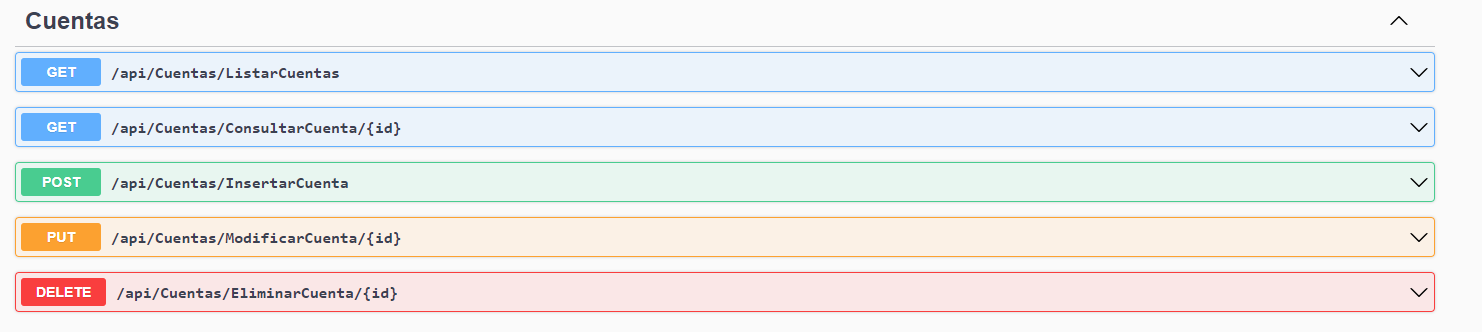 Cuentas
GET /api/Cuentas/ListarCuentas
GET /api/Cuentas/ConsultarCuenta/{id}
POST /api/Cuentas/InsertarCuenta
PUT /api/Cuentas/ModificarCuenta/{id}
DELETE /api/Cuentas/EliminarCuenta/{id}